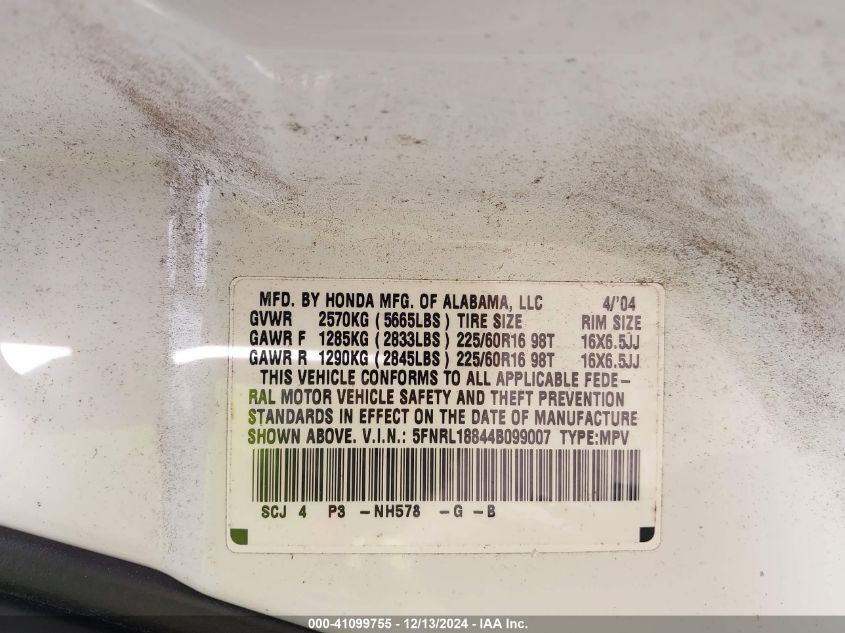 MFD. BY HONDA MFG. OF ALABAMA, LLC 4/'04
GVWR 2570KG (5665LBS) TIRE SIZE RIM SIZE
GAWR F 1285KG (2833LBS) 225/60R16 98T 16X6.5JJ
GAWR R 1290KG (2845LBS) 225/60R16 98T 16X6.5JJ
THIS VEHICLE CONFORMS TO ALL APPLICABLE FEDE-
RAL MOTOR VEHICLE SAFETY AND THEFT PREVENTION
STANDARDS IN EFFECT ON THE DATE OF MANUFACTURE
SHOWN ABOVE. V.I.N.: 5FNRL18844B099007 TYPE:MPV
SCJ 4 P3 -NH578 -G -B
000-41099755 - 12/13/2024 - IAA Inc.